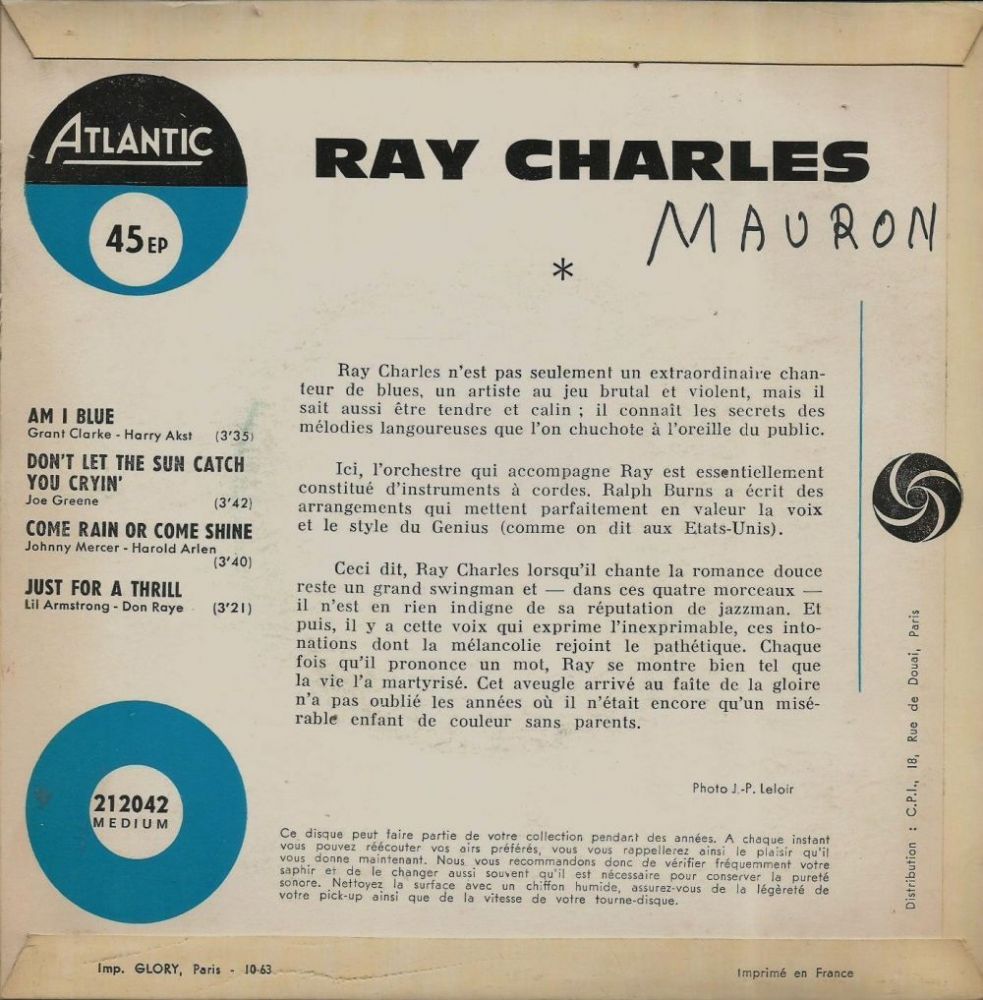 ATLANTIC
45 EP
RAY CHARLES
MAURON
*
AM I BLUE
Grant Clarke - Harry Akst (3'35)
DON'T LET THE SUN CATCH
YOU CRYIN'
Joe Greene (3'42)
COME RAIN OR COME SHINE
Johnny Mercer - Harold Arlen
(3'40)
JUST FOR A THRILL
Lil Armstrong - Don Raye (3'21)
Ray Charles n'est pas seulement un extraordinaire chan-
teur de blues, un artiste au jeu brutal et violent, mais il
sait aussi être tendre et calin ; il connaît les secrets des
mélodies langoureuses que l'on chuchote à l'oreille du public.
Ici, l'orchestre qui accompagne Ray est essentiellement
constitué d'instruments à cordes. Ralph Burns a écrit des
arrangements qui mettent parfaitement en valeur la voix
et le style du Genius (comme on dit aux Etats-Unis).
Ceci dit, Ray Charles lorsqu'il chante la romance douce
reste un grand swingman et — dans ces quatre morceaux —
il n'est en rien indigne de sa réputation de jazzman. Et
puis, il y a cette voix qui exprime l'inexprimable, ces into-
nations dont la mélancolie rejoint le pathétique. Chaque
fois qu'il prononce un mot, Ray se montre bien tel que
la vie l'a martyrisé. Cet aveugle arrivé au faîte de la gloire
n'a pas oublié les années où il n'était encore qu'un misé-
rable enfant de couleur sans parents.
Photo J.-P. Leloir
212042
MEDIUM
Ce disque peut faire partie de votre collection pendant des années. A chaque instant
vous pouvez réécouter vos airs préférés, vous vous rappellerez ainsi le plaisir qu'il
vous donne maintenant. Nous vous recommandons donc de vérifier fréquemment votre
saphir et de le changer aussi souvent qu'il est nécessaire pour conserver la pureté
sonore. Nettoyez la surface avec un chiffon humide, assurez-vous de la légèreté de
votre pick-up ainsi que de la vitesse de votre tourne-disque.
Distribution : C.P.I., 18, Rue de Douai, Paris
Imp. GLORY, Paris - 10-63
Imprimé en France